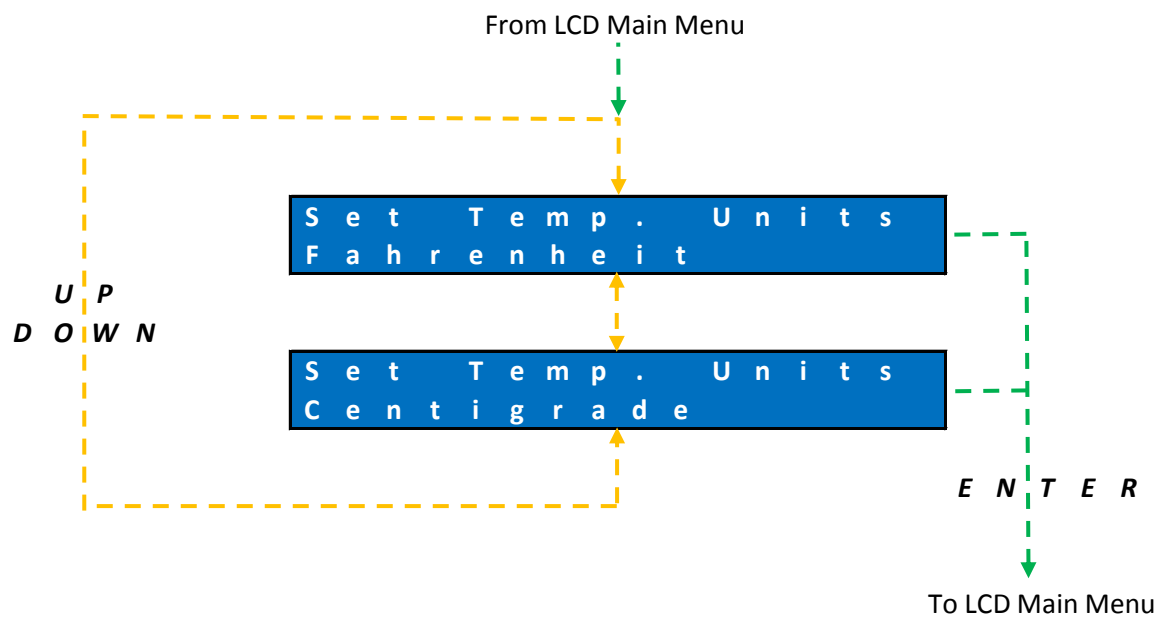 From LCD Main Menu
Set Temp. Units
Fahrenheit
UP
DOWN
Set Temp. Units
Centigrade
ENTER
To LCD Main Menu